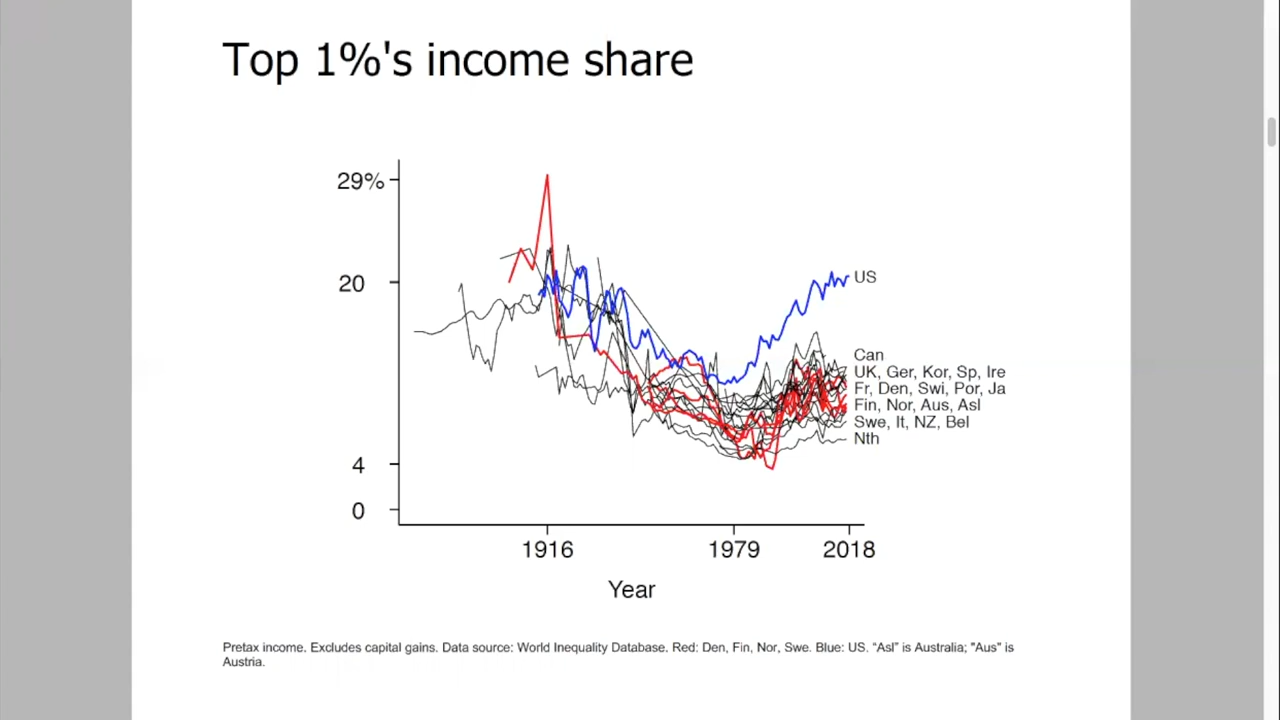 Top 1%'s income share
29%
20
4
0
US
Can
UK, Ger, Kor, Sp, Ire
Fr, Den, Swi, Por, Ja
Fin, Nor, Aus, Asl
Swe, It, NZ, Bel
Nth
1916 1979 2018
Year
Pretax income. Excludes capital gains. Data source: World Inequality Database. Red: Den, Fin, Nor, Swe. Blue: US. “Asl” is Australia; "Aus" is
Austria.